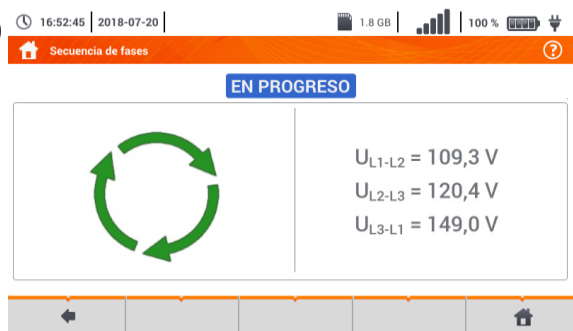 16:52:45 2018-07-20 1.8 GB 100 %
Secuencia de fases ?
EN PROGRESO
UL1-L2 = 109,3 V
UL2-L3 = 120,4 V
UL3-L1 = 149,0 V